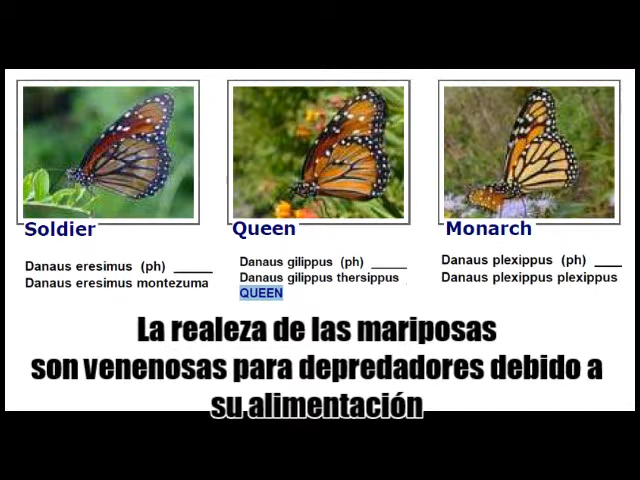 Soldier
Danaus eresimus (ph) _____
Danaus eresimus montezuma
Queen
Danaus gilippus (ph) _____
Danaus gilippus thersippus
QUEEN
Monarch
Danaus plexippus (ph) ____
Danaus plexippus plexippus
La realeza de las mariposas
son venenosas para depredadores debido a
su alimentación